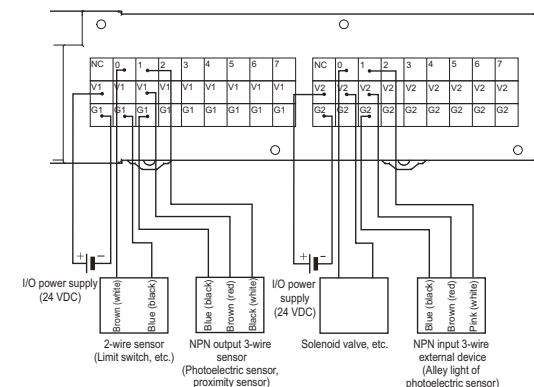 NC 0 1 2 3 4 5 6 7
V1 V1 V1 V1 V1 V1 V1 V1 V1
G1 G1 G1 G1 G1 G1 G1 G1 G1
NC 0 1 2 3 4 5 6 7
V2 V2 V2 V2 V2 V2 V2 V2 V2
G2 G2 G2 G2 G2 G2 G2 G2 G2
+ −
I/O power supply
(24 VDC)
Brown (white)
Blue (black)
2-wire sensor
(Limit switch, etc.)
Blue (black)
Brown (red)
Black (white)
NPN output 3-wire
sensor
(Photoelectric sensor,
proximity sensor)
+ −
I/O power
supply
(24 VDC)
Solenoid valve, etc.
Blue (black)
Brown (red)
Pink (white)
NPN input 3-wire
external device
(Alley light of
photoelectric sensor)